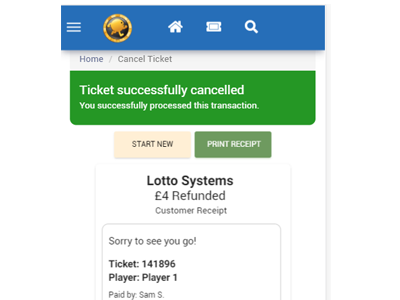 Home / Cancel Ticket
Ticket successfully cancelled
You successfully processed this transaction.
START NEW PRINT RECEIPT
Lotto Systems
£4 Refunded
Customer Receipt
Sorry to see you go!
Ticket: 141896
Player: Player 1
Paid by: Sam S.